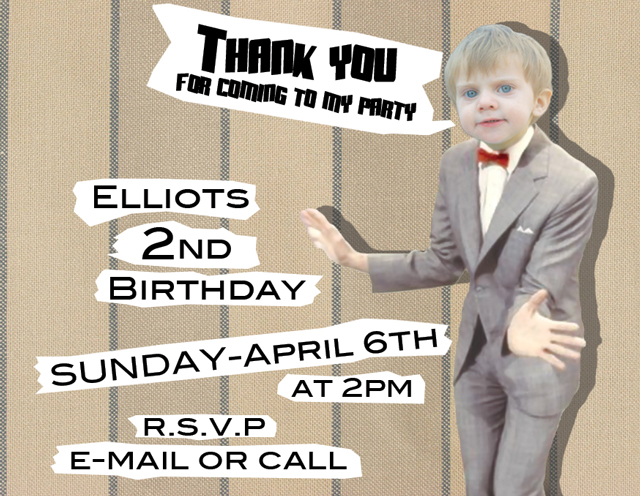 Thank you
for coming to my party
Elliots
2nd
Birthday
SUNDAY-April 6th
at 2pm
R.S.V.P
E-MAIL OR CALL